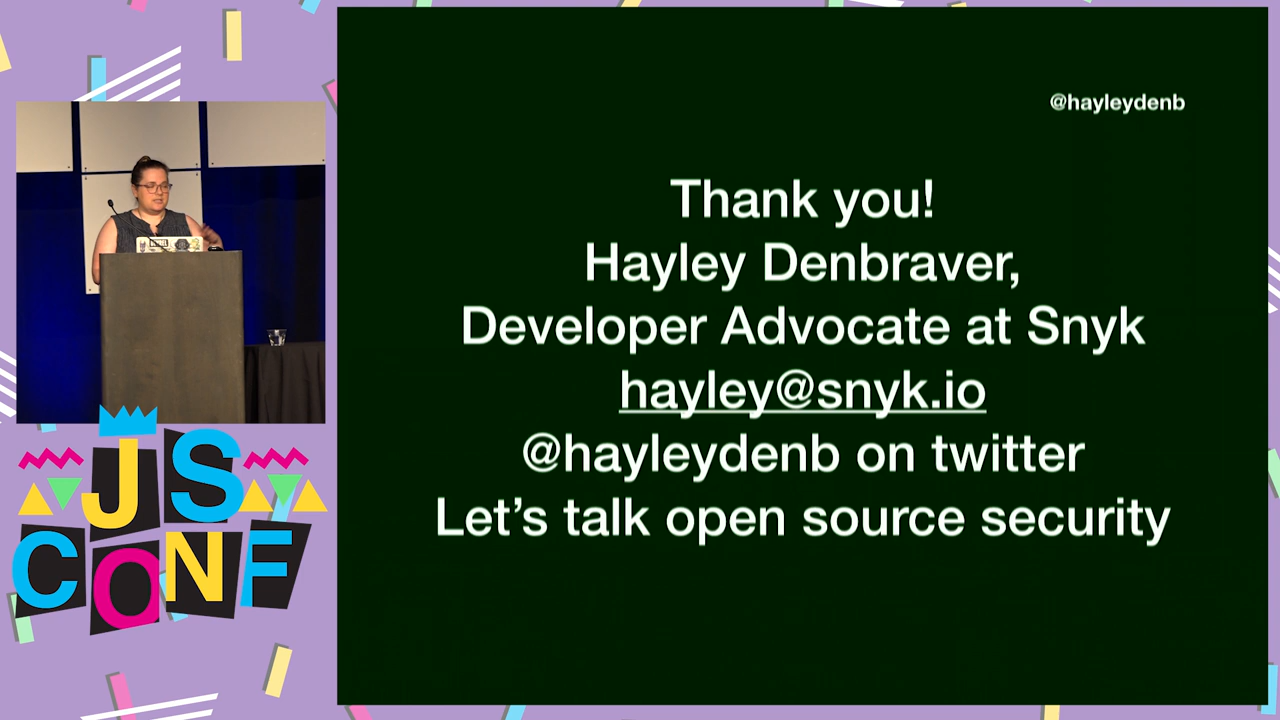 @hayleydenb
Thank you!
Hayley Denbraver,
Developer Advocate at Snyk
hayley@snyk.io
@hayleydenb on twitter
Let’s talk open source security
JS
CONF